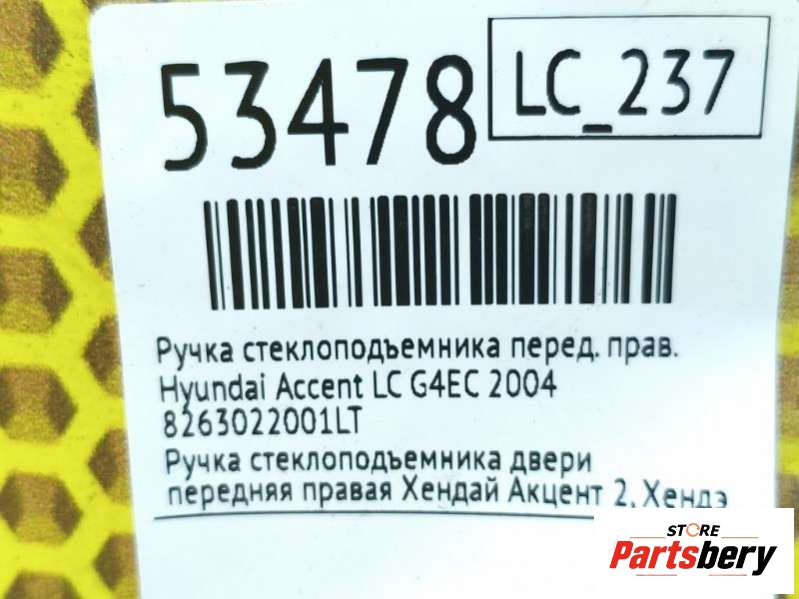 53478
LC_237
Ручка стеклоподъемника перед. прав.
Hyundai Accent LC G4EC 2004
8263022001LT
Ручка стеклоподъемника двери
передняя правая Хендай Акцент 2, Хендэ
STORE
Partsbery